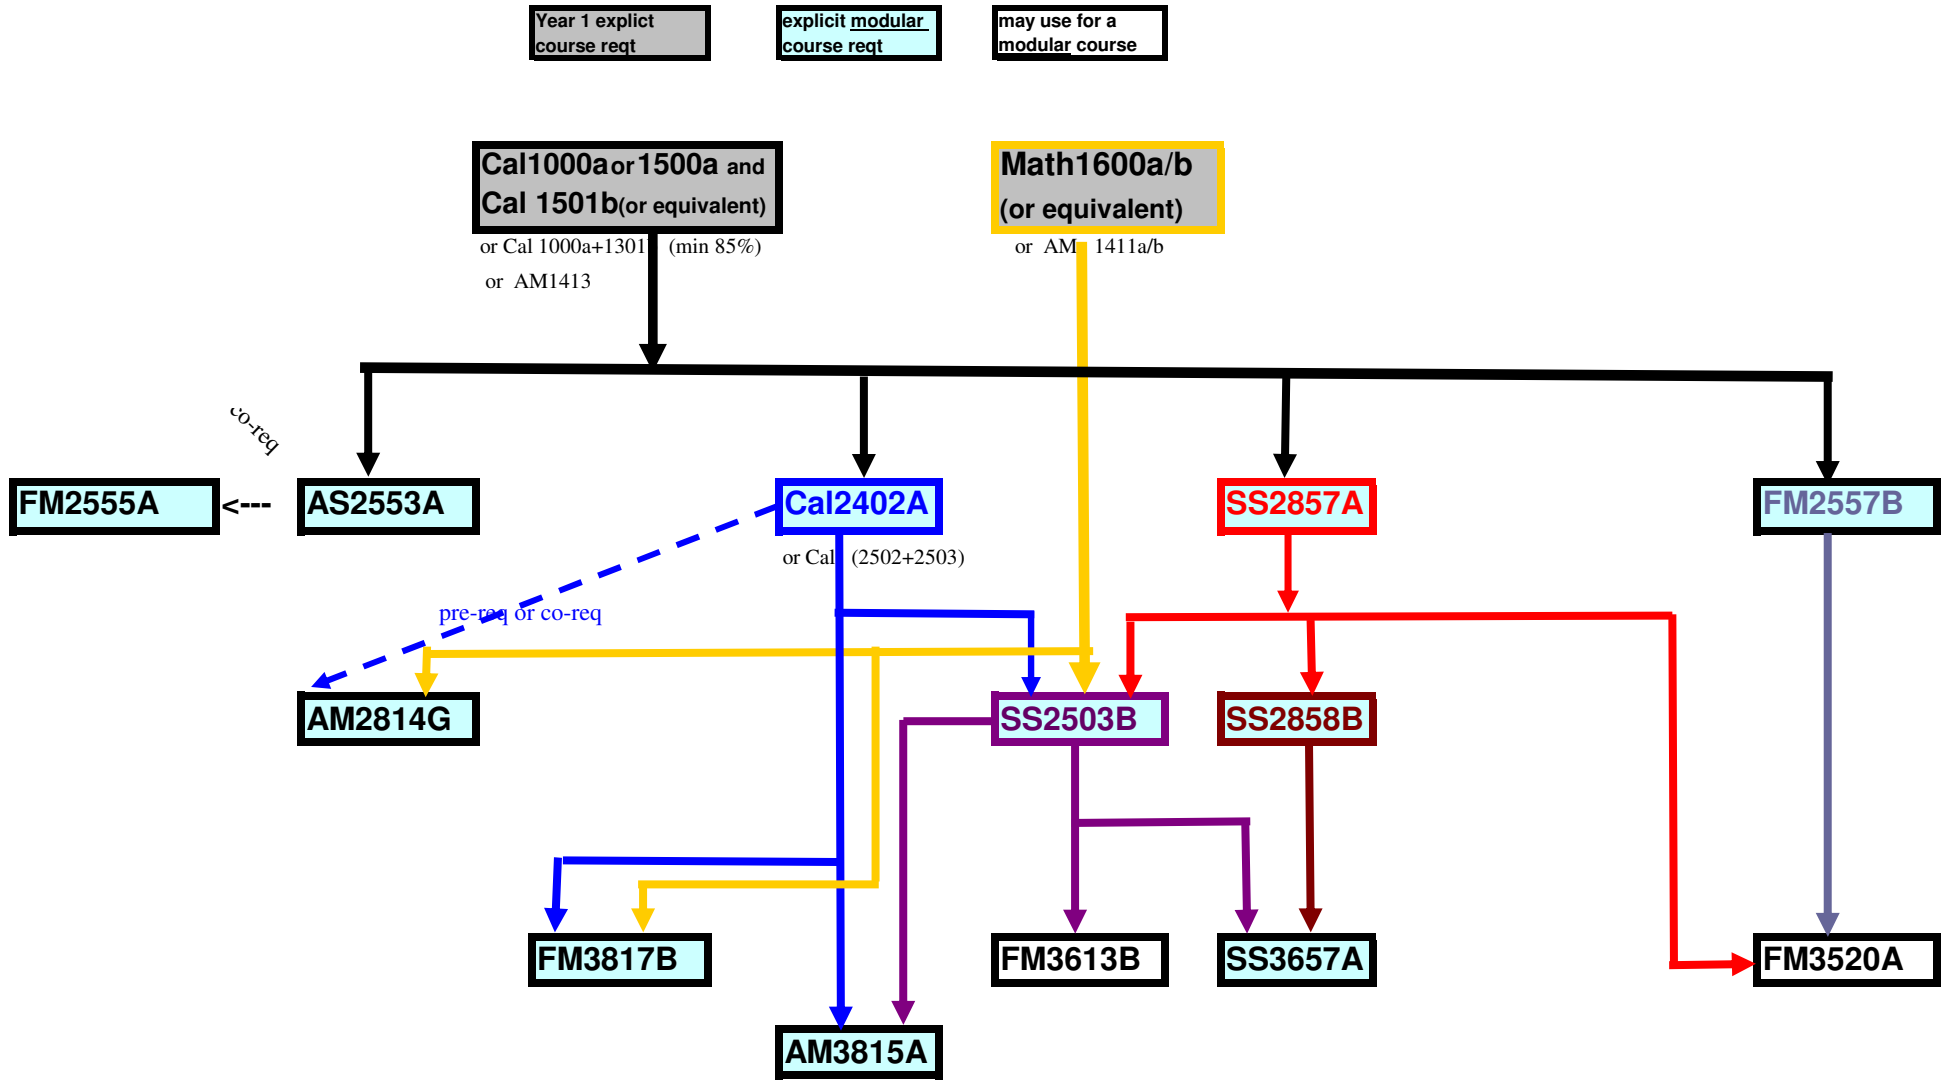 Year 1 explict
course reqt
explicit modular
course reqt
may use for a
modular course
Cal1000a or 1500a and
Cal 1501b(or equivalent)
or Cal 1000a+1301 (min 85%)
or AM1413
Math1600a/b
(or equivalent)
or AM 1411a/b
co-req
FM2555A
<---
AS2553A
Cal2402A
or Cal (2502+2503)
SS2857A
FM2557B
pre-req or co-req
AM2814G
SS2503B
SS2858B
FM3817B
FM3613B
SS3657A
FM3520A
AM3815A